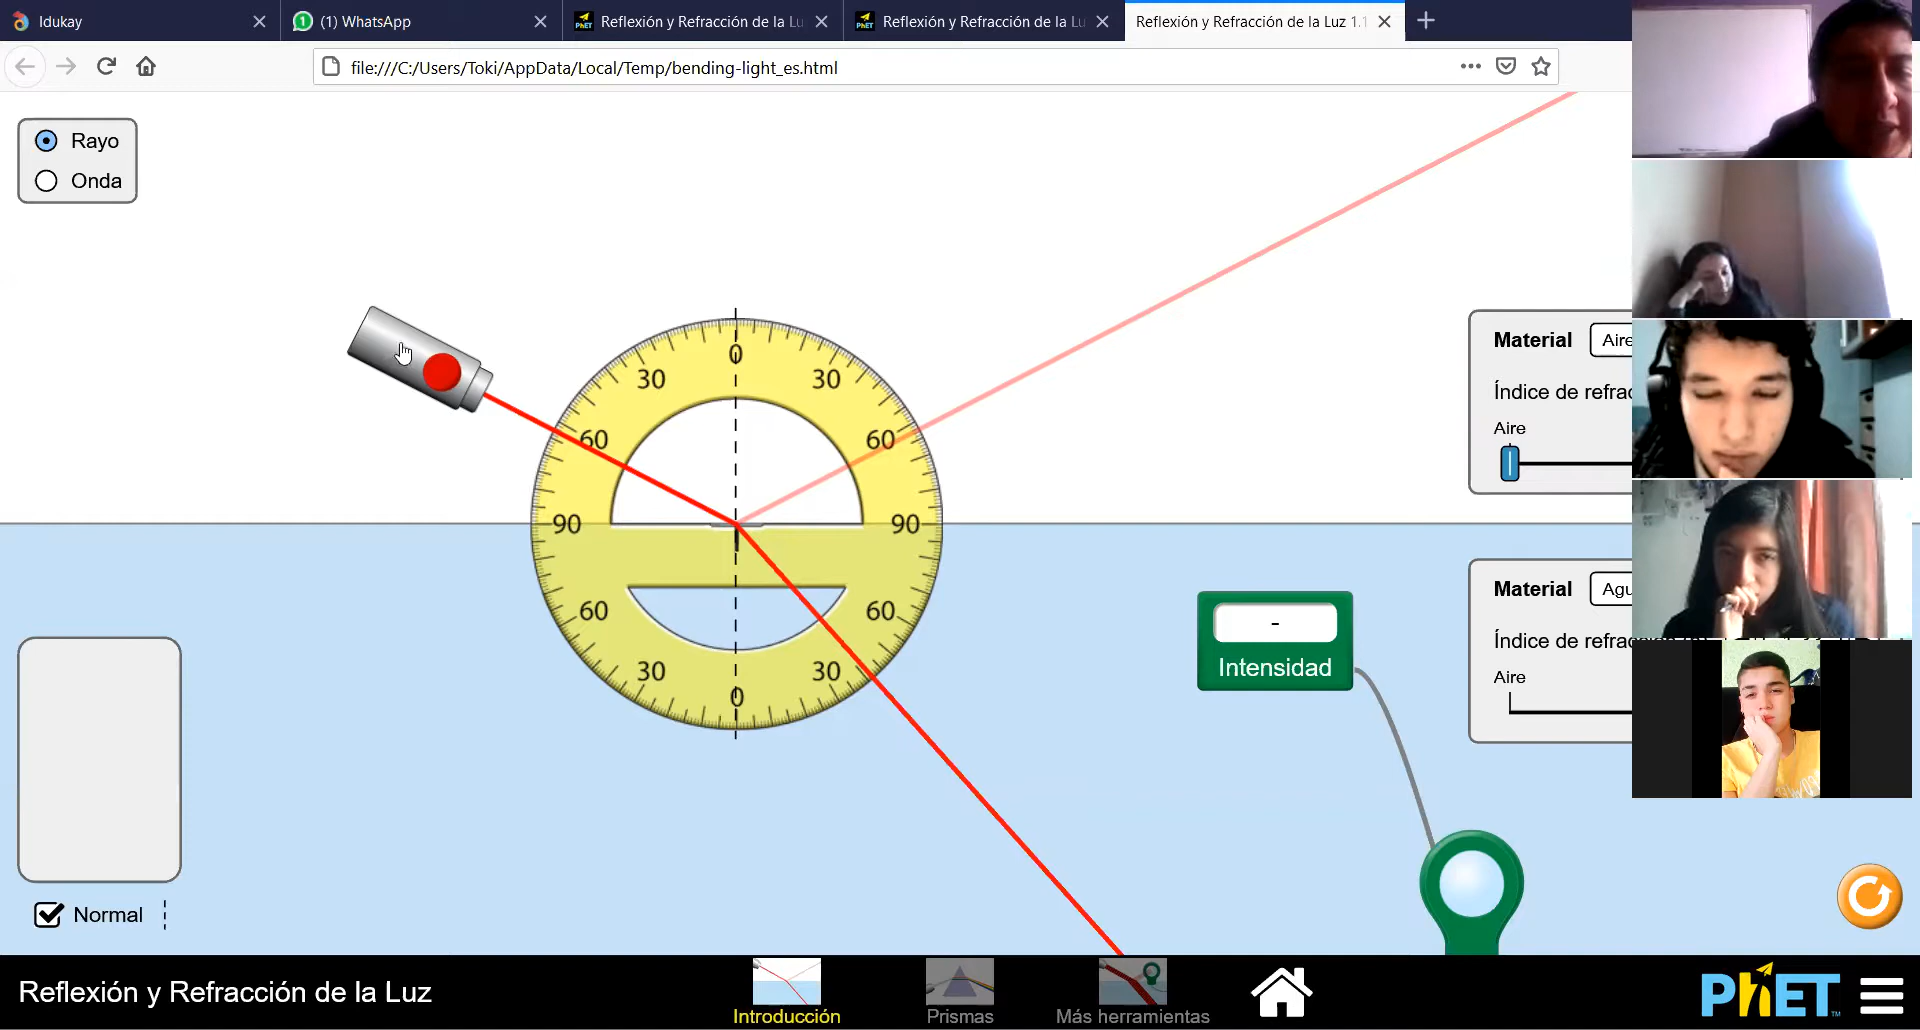 Idukay
(1) WhatsApp
Reflexión y Refracción de la Lu
Reflexión y Refracción de la Lu
Reflexión y Refracción de la Luz 1.1
file:///C:/Users/Toki/AppData/Local/Temp/bending-light_es.html
Rayo
Onda
0
30
30
60
60
90
90
60
60
30
30
0
Material
Aire
Índice de refrac
Aire
Material
Agu
Índice de refrac
Aire
-
Intensidad
Normal
Reflexión y Refracción de la Luz
Introducción
Prismas
Más herramientas
PhET